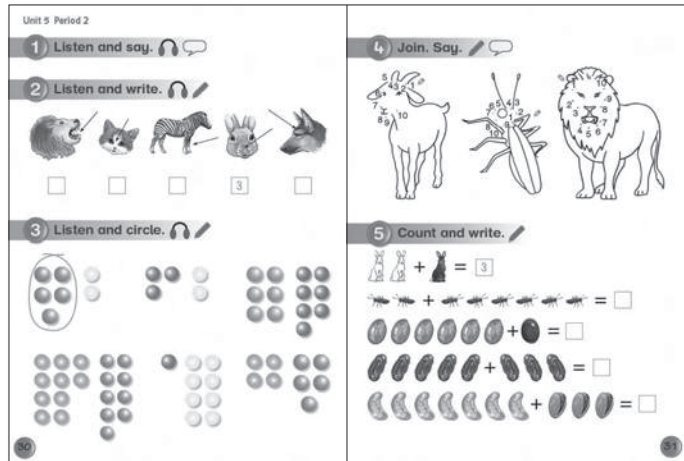 Unit 5 Period 2
1 Listen and say.
2 Listen and write.
3
3 Listen and circle.
30
4 Join. Say.
5 Count and write.
+ = 3
+ =
+ =
+ =
+ =
31